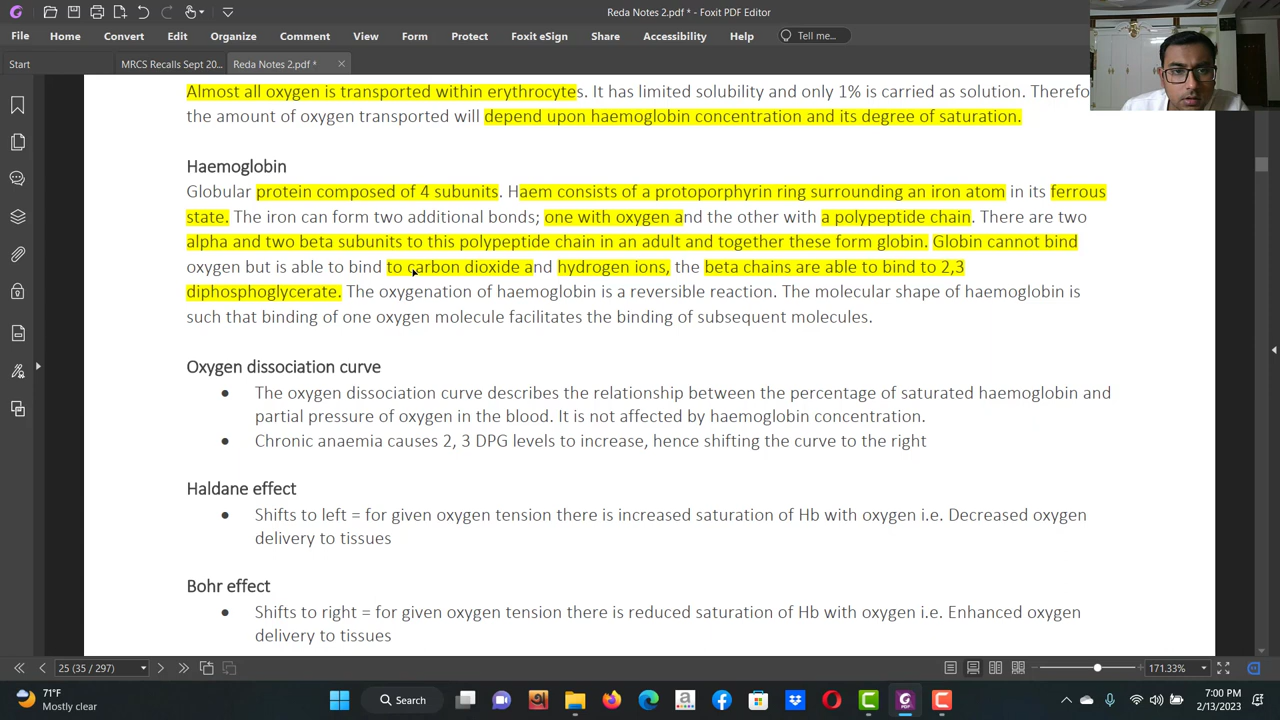 Reda Notes 2.pdf * - Foxit PDF Editor
File Home Convert Edit Organize Comment View Form Protect Foxit eSign Share Accessibility Help Tell me...
Start MRCS Recalls Sept 20... Reda Notes 2.pdf *
Almost all oxygen is transported within erythrocytes. It has limited solubility and only 1% is carried as solution.
the amount of oxygen transported will depend upon haemoglobin concentration and its degree of saturation.
Haemoglobin
Globular protein composed of 4 subunits. Haem consists of a protoporphyrin ring surrounding an iron atom in its ferrous
state. The iron can form two additional bonds; one with oxygen and the other with a polypeptide chain. There are two
alpha and two beta subunits to this polypeptide chain in an adult and together these form globin. Globin cannot bind
oxygen but is able to bind to carbon dioxide and hydrogen ions, the beta chains are able to bind to 2,3
diphosphoglycerate. The oxygenation of haemoglobin is a reversible reaction. The molecular shape of haemoglobin is
such that binding of one oxygen molecule facilitates the binding of subsequent molecules.
Oxygen dissociation curve
• The oxygen dissociation curve describes the relationship between the percentage of saturated haemoglobin and
partial pressure of oxygen in the blood. It is not affected by haemoglobin concentration.
• Chronic anaemia causes 2, 3 DPG levels to increase, hence shifting the curve to the right
Haldane effect
• Shifts to left = for given oxygen tension there is increased saturation of Hb with oxygen i.e. Decreased oxygen
delivery to tissues
Bohr effect
• Shifts to right = for given oxygen tension there is reduced saturation of Hb with oxygen i.e. Enhanced oxygen
delivery to tissues
25 (35 / 297) 171.33%
71°F
Mostly clear
Search
7:00 PM
2/13/2023